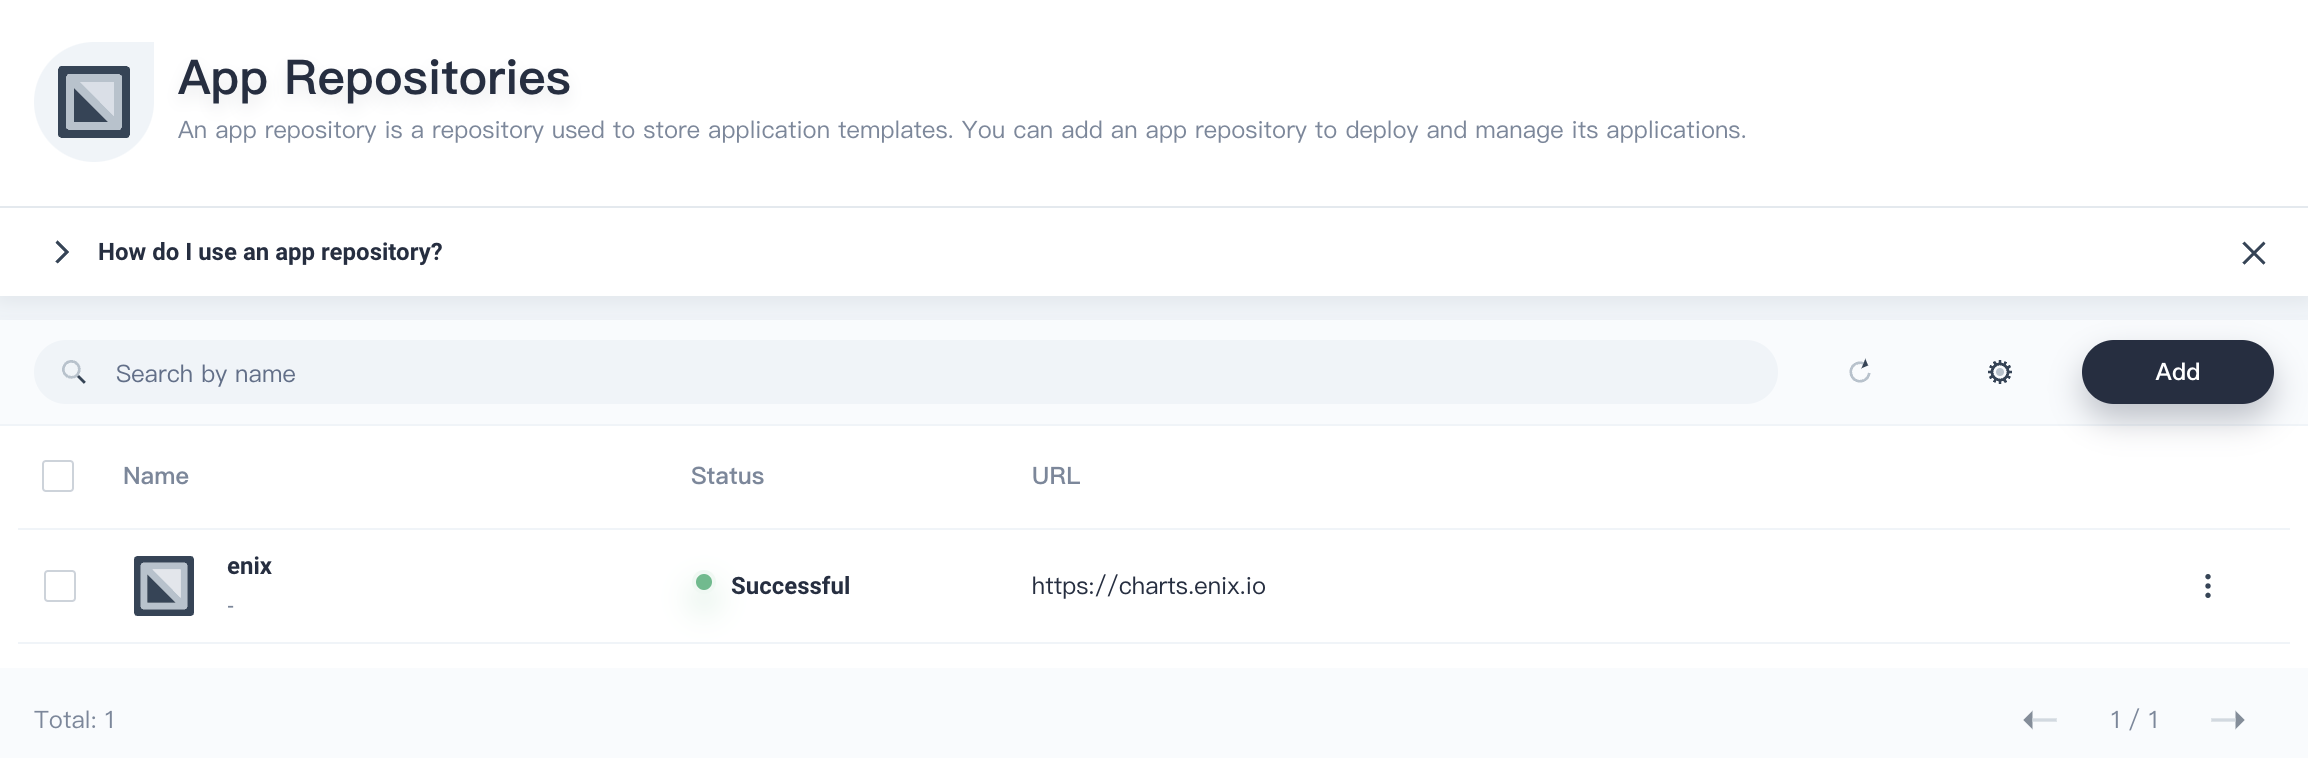 App Repositories
An app repository is a repository used to store application templates. You can add an app repository to deploy and manage its applications.
How do I use an app repository?
Search by name
Add
Name Status URL
enix
-
Successful
https://charts.enix.io
Total: 1
1 / 1